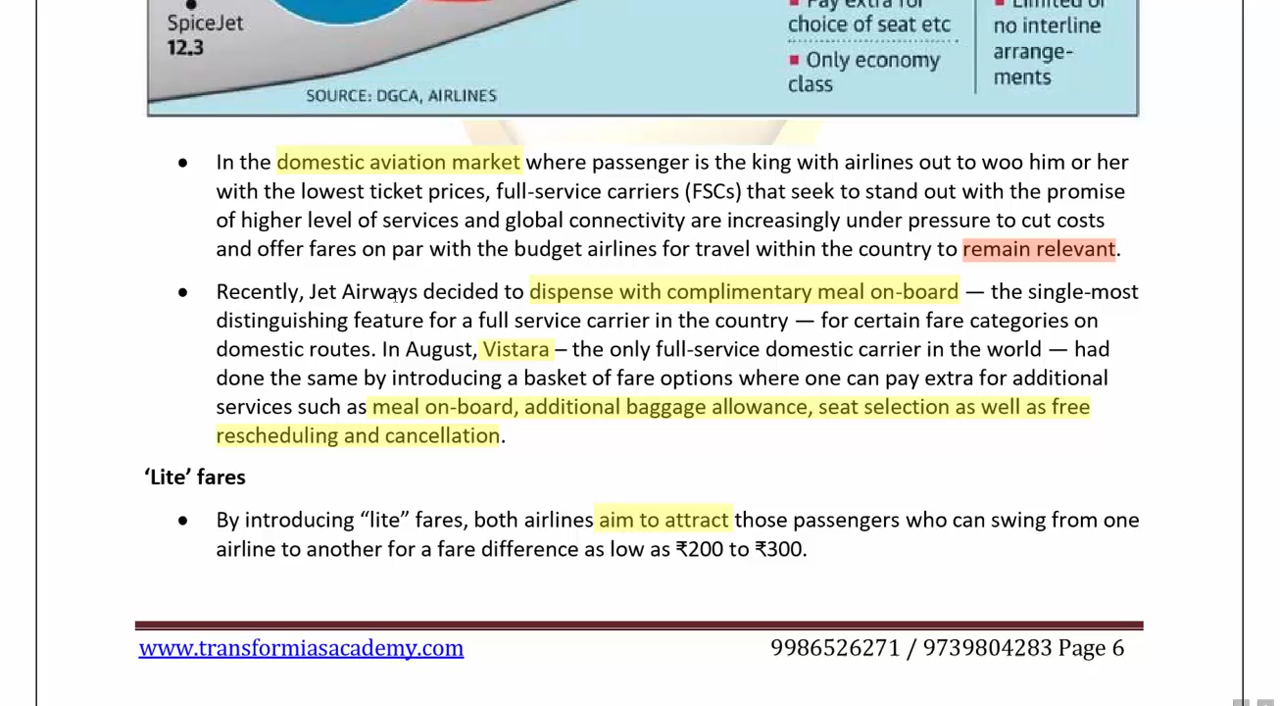 SpiceJet
12.3
SOURCE: DGCA, AIRLINES
▪ Pay extra for
choice of seat etc
▪ Only economy
class
▪ Limited or
no interline
arrange-
ments
• In the domestic aviation market where passenger is the king with airlines out to woo him or her
with the lowest ticket prices, full-service carriers (FSCs) that seek to stand out with the promise
of higher level of services and global connectivity are increasingly under pressure to cut costs
and offer fares on par with the budget airlines for travel within the country to remain relevant.
• Recently, Jet Airways decided to dispense with complimentary meal on-board — the single-most
distinguishing feature for a full service carrier in the country — for certain fare categories on
domestic routes. In August, Vistara – the only full-service domestic carrier in the world — had
done the same by introducing a basket of fare options where one can pay extra for additional
services such as meal on-board, additional baggage allowance, seat selection as well as free
rescheduling and cancellation.
‘Lite’ fares
• By introducing “lite” fares, both airlines aim to attract those passengers who can swing from one
airline to another for a fare difference as low as ₹200 to ₹300.
www.transformiasacademy.com 9986526271 / 9739804283 Page 6